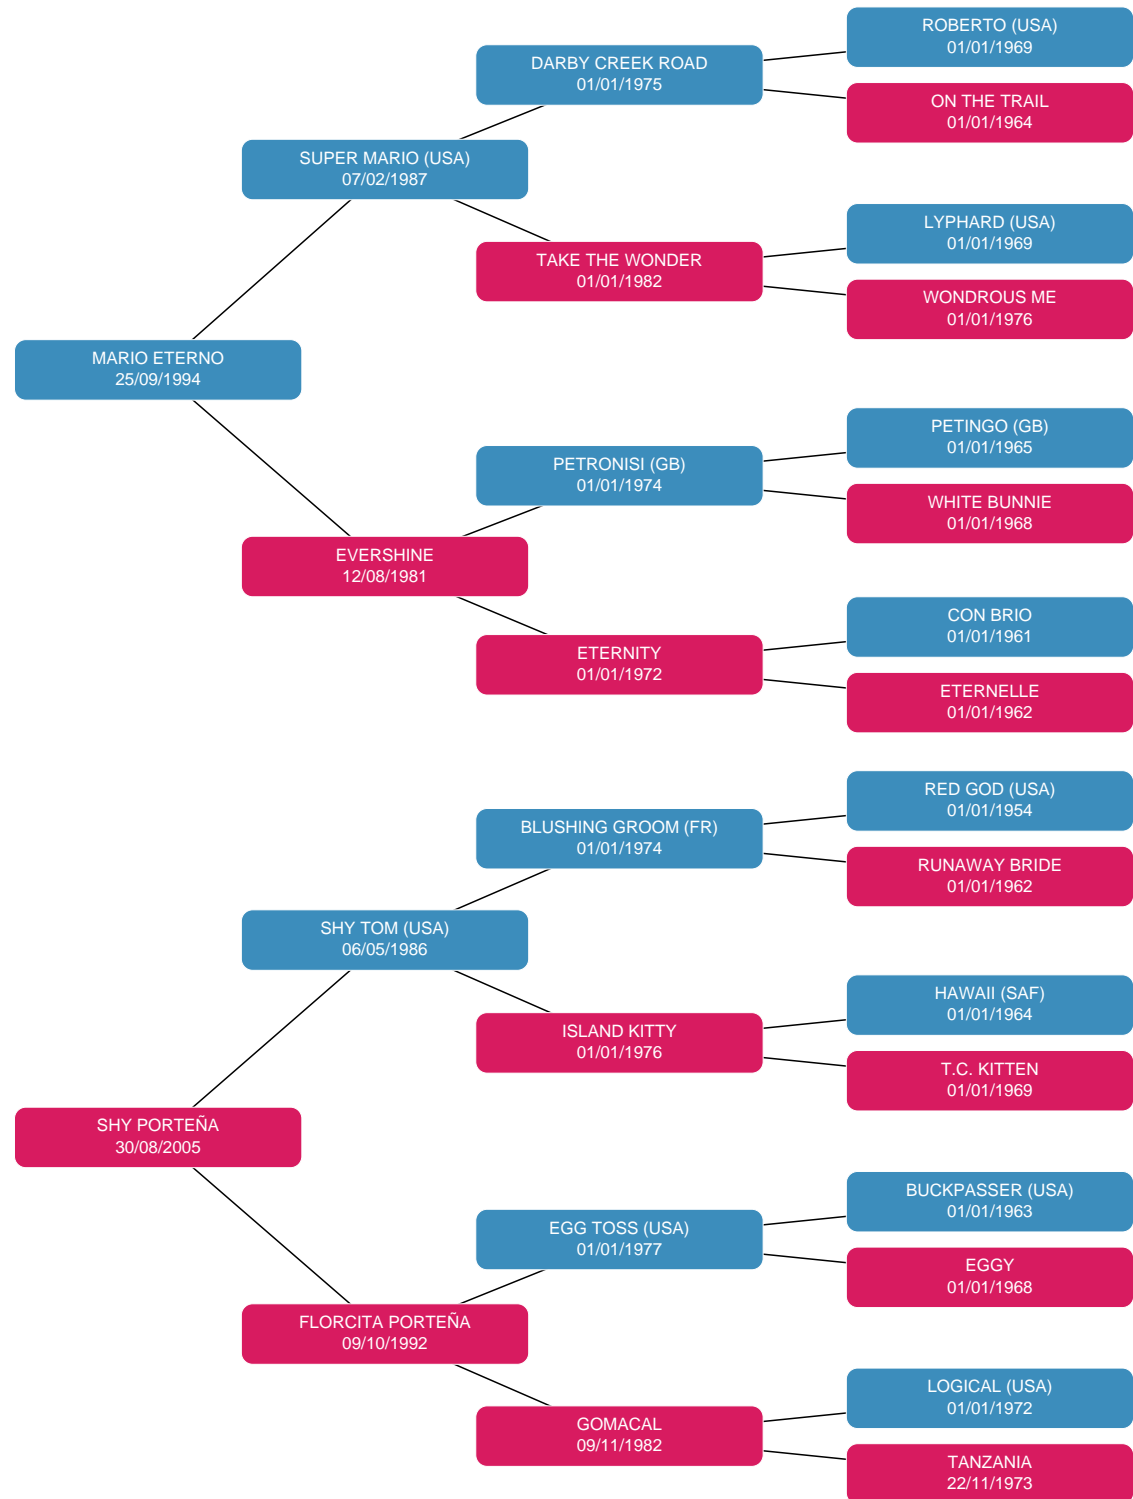 ROBERTO (USA)
01/01/1969
DARBY CREEK ROAD
01/01/1975
ON THE TRAIL
01/01/1964
SUPER MARIO (USA)
07/02/1987
LYPHARD (USA)
01/01/1969
TAKE THE WONDER
01/01/1982
WONDROUS ME
01/01/1976
MARIO ETERNO
25/09/1994
PETINGO (GB)
01/01/1965
PETRONISI (GB)
01/01/1974
WHITE BUNNIE
01/01/1968
EVERSHINE
12/08/1981
CON BRIO
01/01/1961
ETERNITY
01/01/1972
ETERNELLE
01/01/1962
RED GOD (USA)
01/01/1954
BLUSHING GROOM (FR)
01/01/1974
RUNAWAY BRIDE
01/01/1962
SHY TOM (USA)
06/05/1986
HAWAII (SAF)
01/01/1964
ISLAND KITTY
01/01/1976
T.C. KITTEN
01/01/1969
SHY PORTEÑA
30/08/2005
BUCKPASSER (USA)
01/01/1963
EGG TOSS (USA)
01/01/1977
EGGY
01/01/1968
FLORCITA PORTEÑA
09/10/1992
LOGICAL (USA)
01/01/1972
GOMACAL
09/11/1982
TANZANIA
22/11/1973